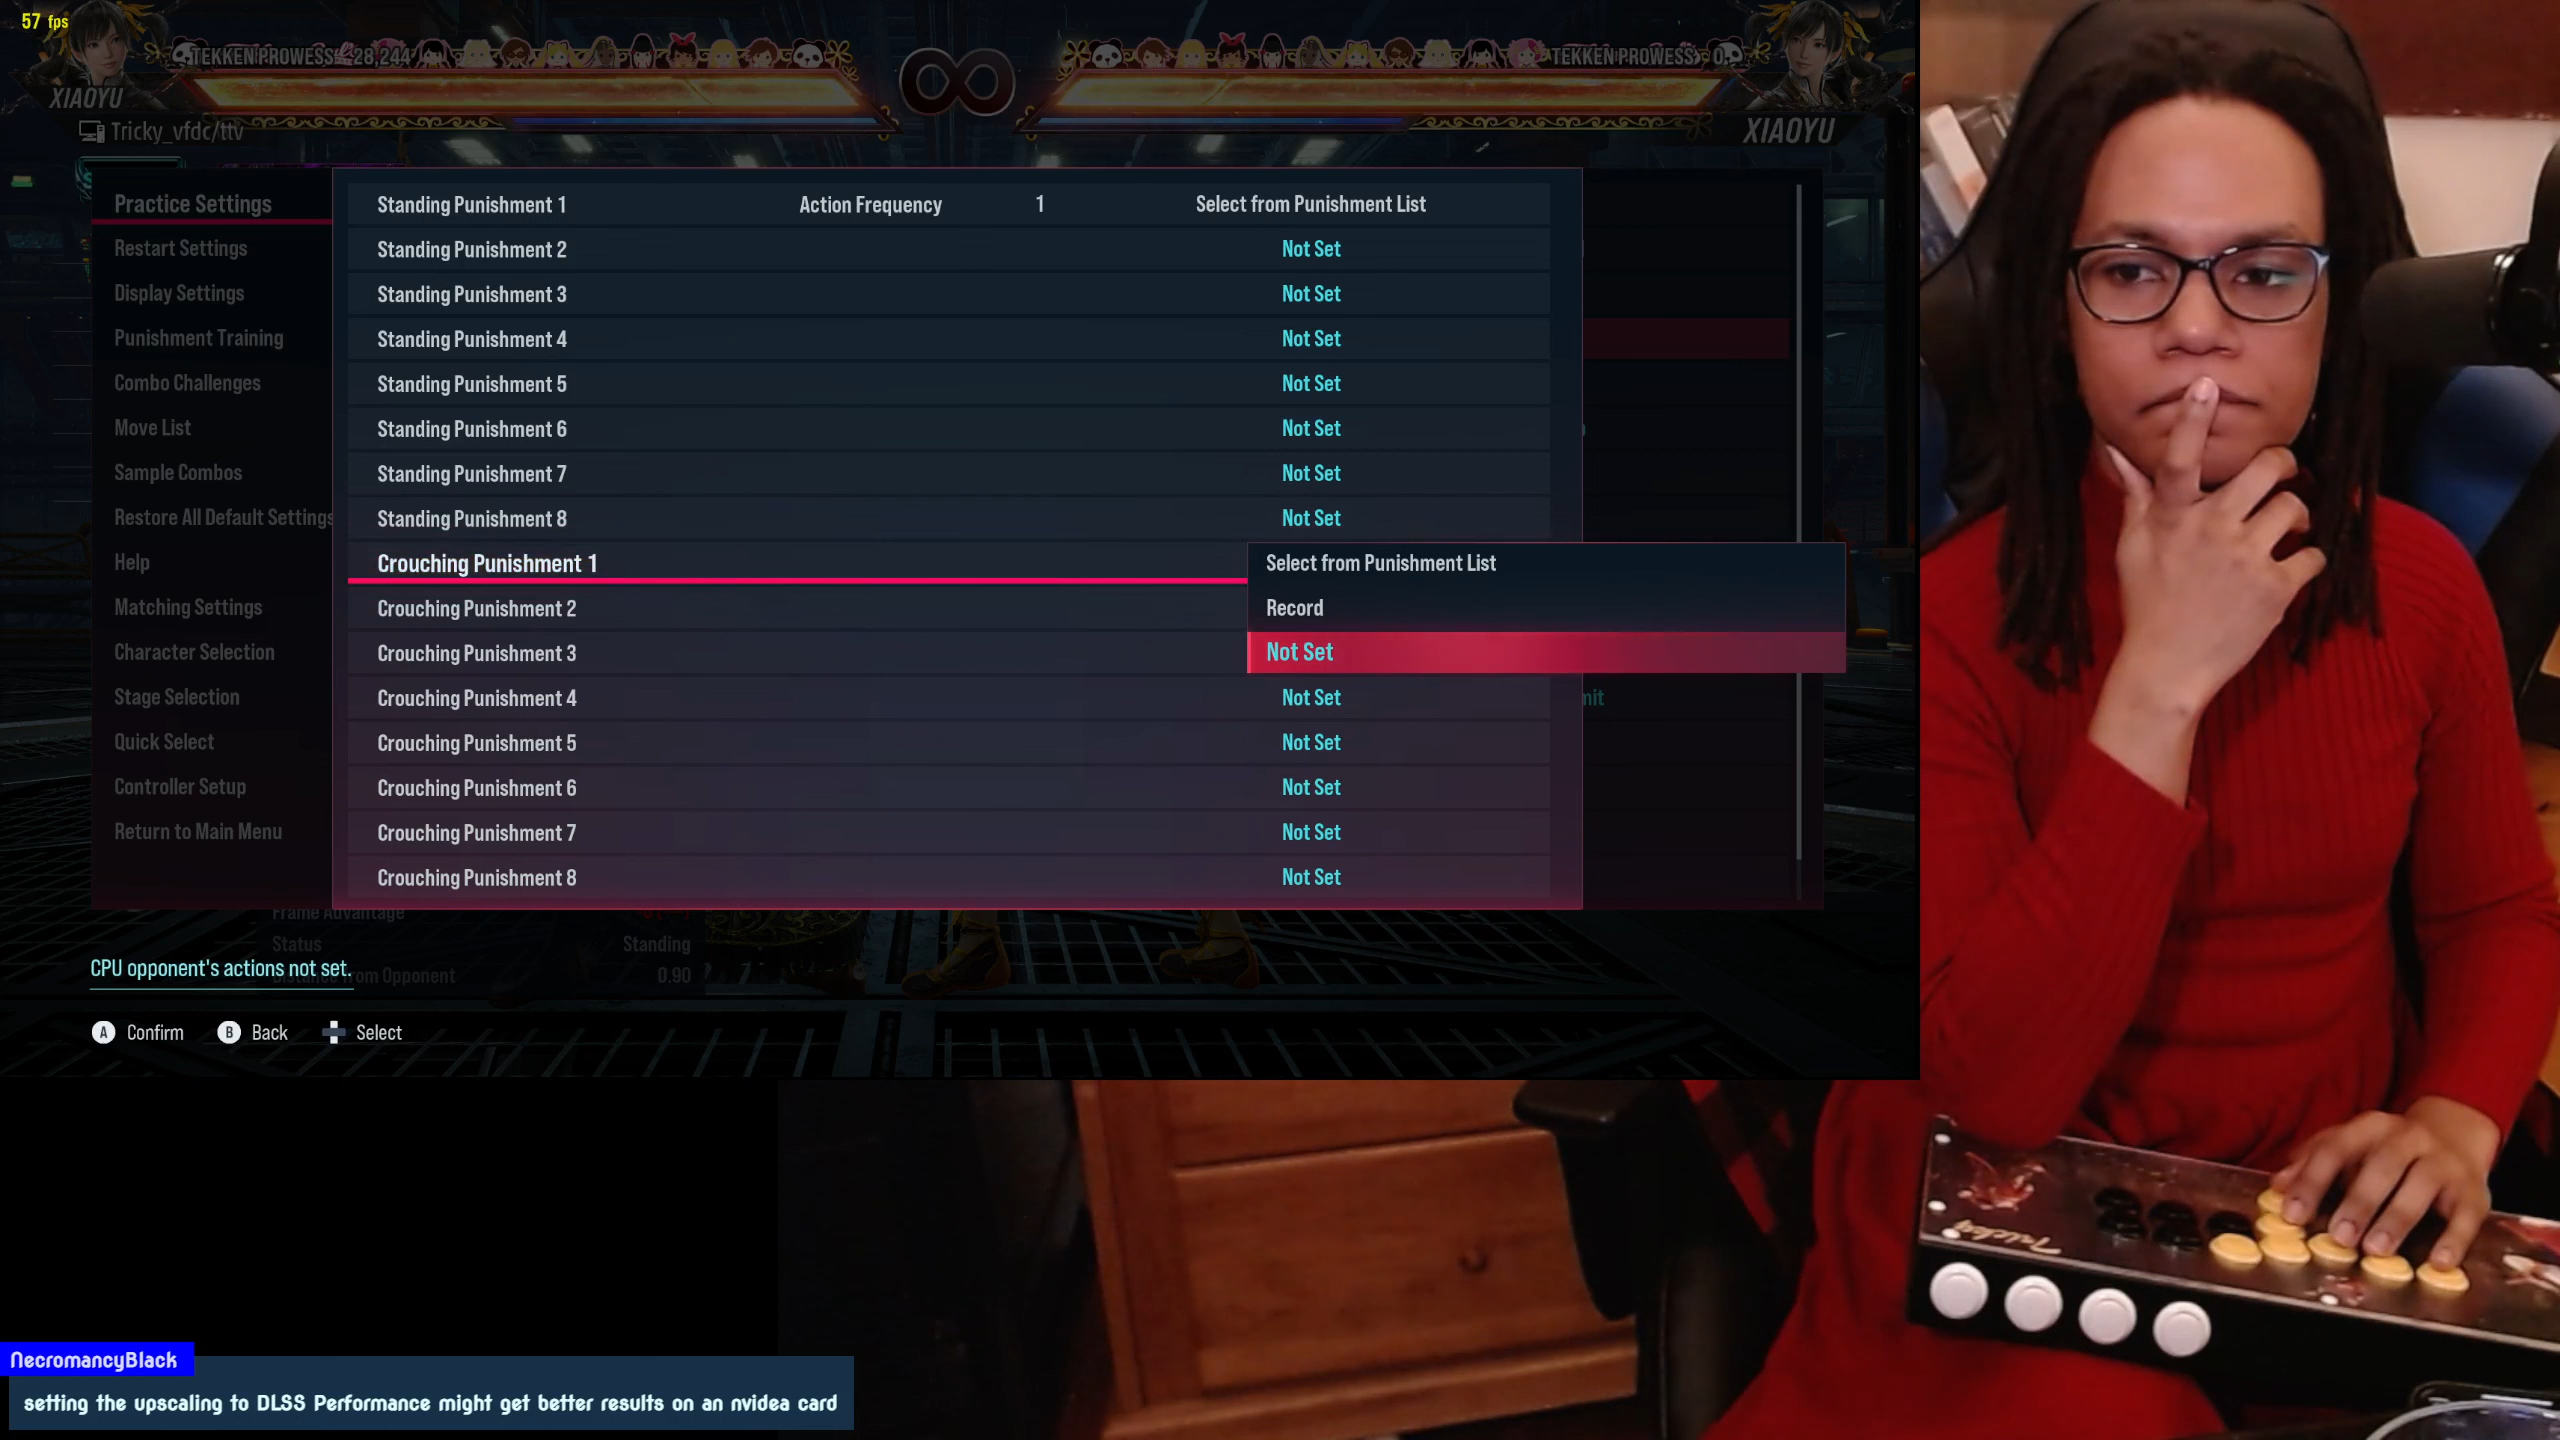 57 fps
TEKKEN PROWESS 28,244
TEKKEN PROWESS 0
XIAOYU
XIAOYU
Tricky_vfdc/ttv
Practice Settings
Restart Settings
Display Settings
Punishment Training
Combo Challenges
Move List
Sample Combos
Restore All Default Settings
Help
Matching Settings
Character Selection
Stage Selection
Quick Select
Controller Setup
Return to Main Menu
Standing Punishment 1 Action Frequency 1 Select from Punishment List
Standing Punishment 2 Not Set
Standing Punishment 3 Not Set
Standing Punishment 4 Not Set
Standing Punishment 5 Not Set
Standing Punishment 6 Not Set
Standing Punishment 7 Not Set
Standing Punishment 8 Not Set
Crouching Punishment 1
Crouching Punishment 2
Crouching Punishment 3
Crouching Punishment 4 Not Set
Crouching Punishment 5 Not Set
Crouching Punishment 6 Not Set
Crouching Punishment 7 Not Set
Crouching Punishment 8 Not Set
Select from Punishment List
Record
Not Set
Frame Advantage
Status Standing
from Opponent 0.90
CPU opponent's actions not set.
A Confirm B Back Select
Tricky
NecromancyBlack
setting the upscaling to DLSS Performance might get better results on an nvidea card